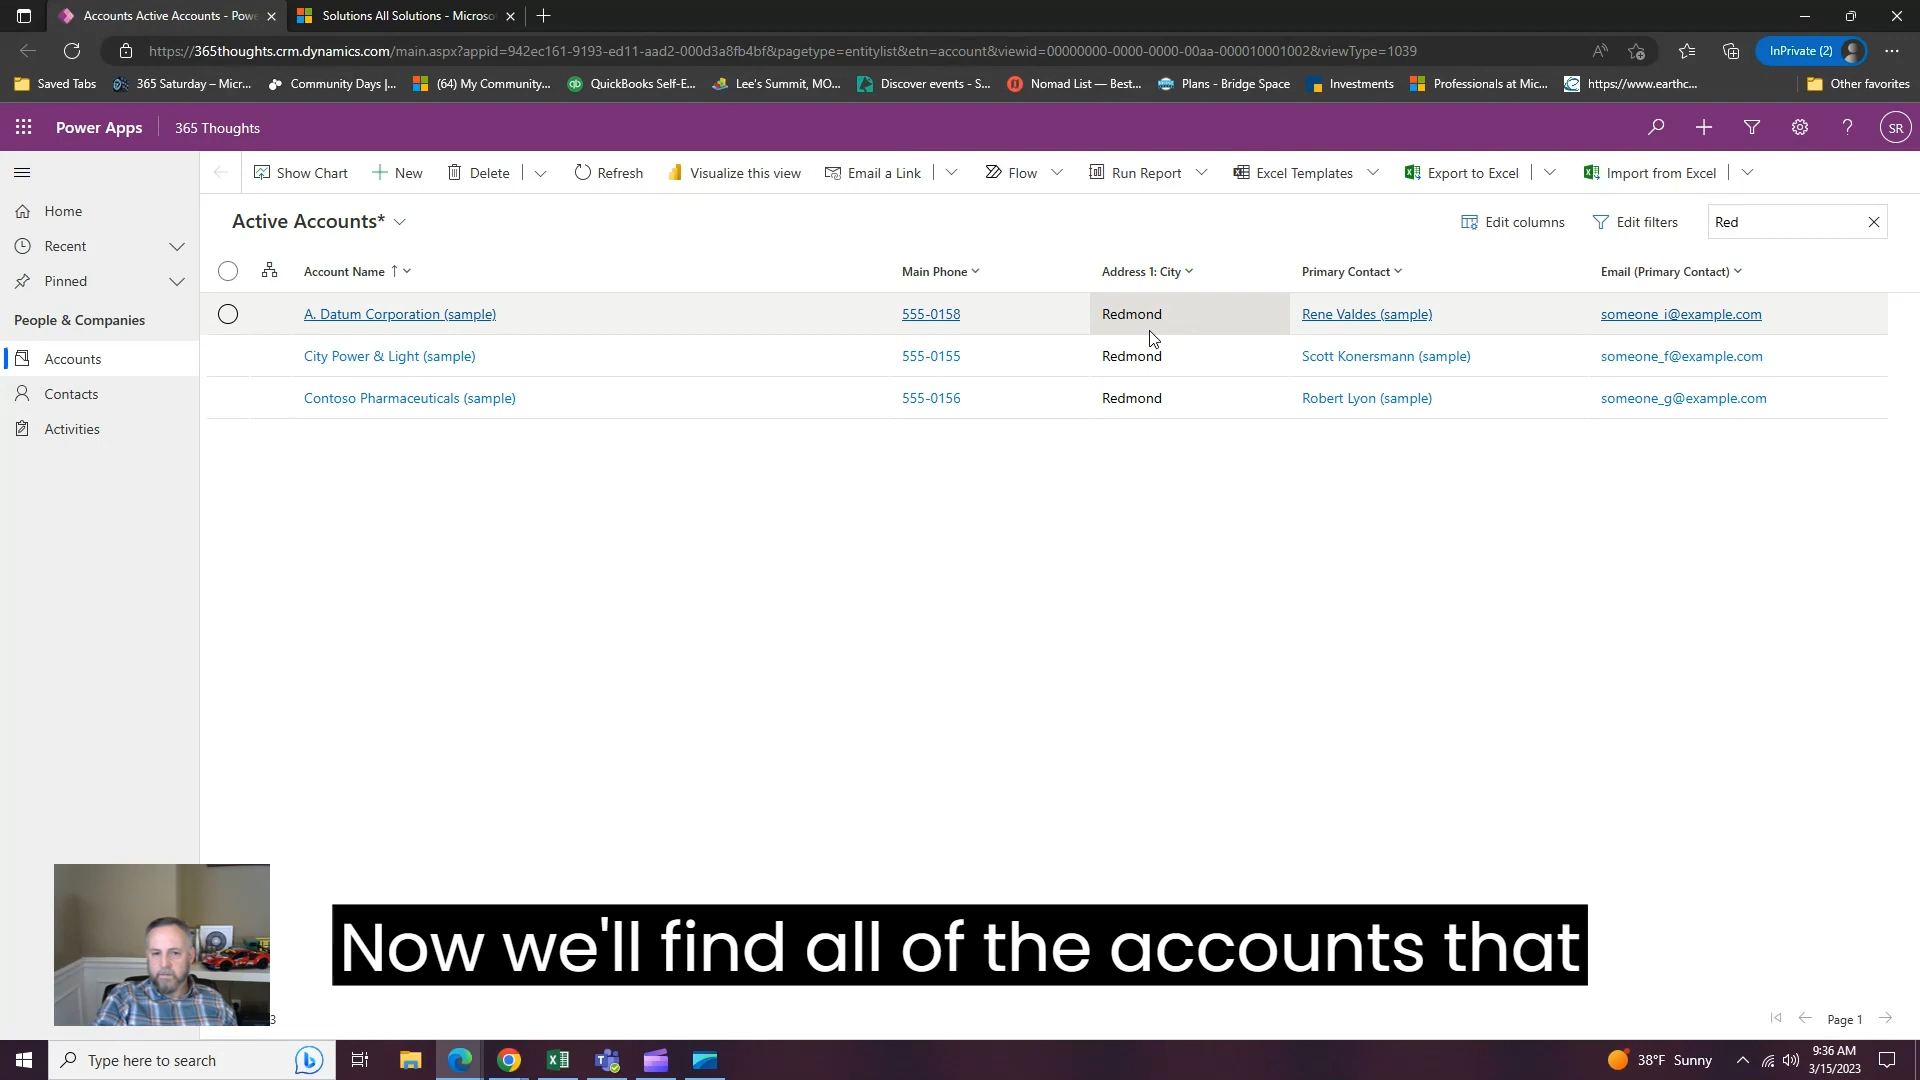 Accounts Active Accounts - Powe
Solutions All Solutions - Microso
https://365thoughts.crm.dynamics.com/main.aspx?appid=942ec161-9193-ed11-aad2-000d3a8fb4bf&pagetype=entitylist&etn=account&viewid=00000000-0000-0000-00aa-000010001002&viewType=1039
InPrivate (2)
Saved Tabs
365 Saturday – Micr...
Community Days |...
(64) My Community...
QuickBooks Self-E...
Lee's Summit, MO...
Discover events - S...
Nomad List — Best...
Plans - Bridge Space
Investments
Professionals at Mic...
https://www.earthc...
Other favorites
Power Apps
365 Thoughts
SR
Show Chart
New
Delete
Refresh
Visualize this view
Email a Link
Flow
Run Report
Excel Templates
Export to Excel
Import from Excel
Home
Recent
Pinned
People & Companies
Accounts
Contacts
Activities
Active Accounts*
Edit columns
Edit filters
Red
Account Name
Main Phone
Address 1: City
Primary Contact
Email (Primary Contact)
A. Datum Corporation (sample) 555-0158 Redmond Rene Valdes (sample) someone_i@example.com
City Power & Light (sample) 555-0155 Redmond Scott Konersmann (sample) someone_f@example.com
Contoso Pharmaceuticals (sample) 555-0156 Redmond Robert Lyon (sample) someone_g@example.com
Now we'll find all of the accounts that
3
Page 1
Type here to search
38°F Sunny
9:36 AM
3/15/2023